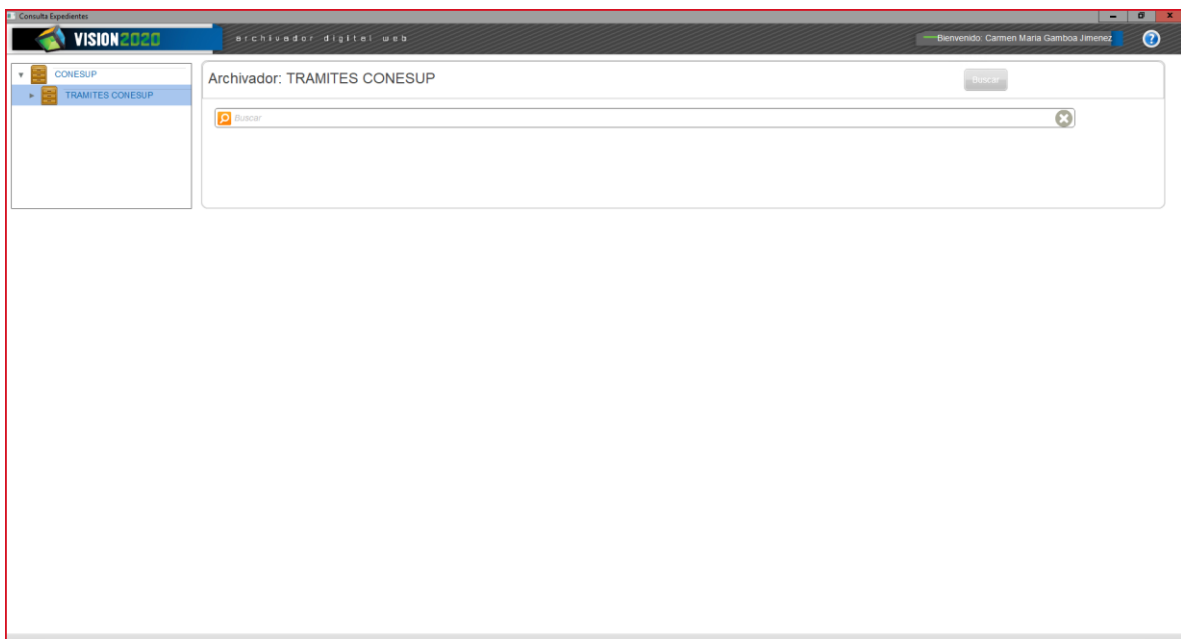 Consulta Expedientes
VISION2020
archivador digital web
Bienvenido: Carmen Maria Gamboa Jimenez
CONESUP
TRAMITES CONESUP
Archivador: TRAMITES CONESUP
Buscar
Buscar